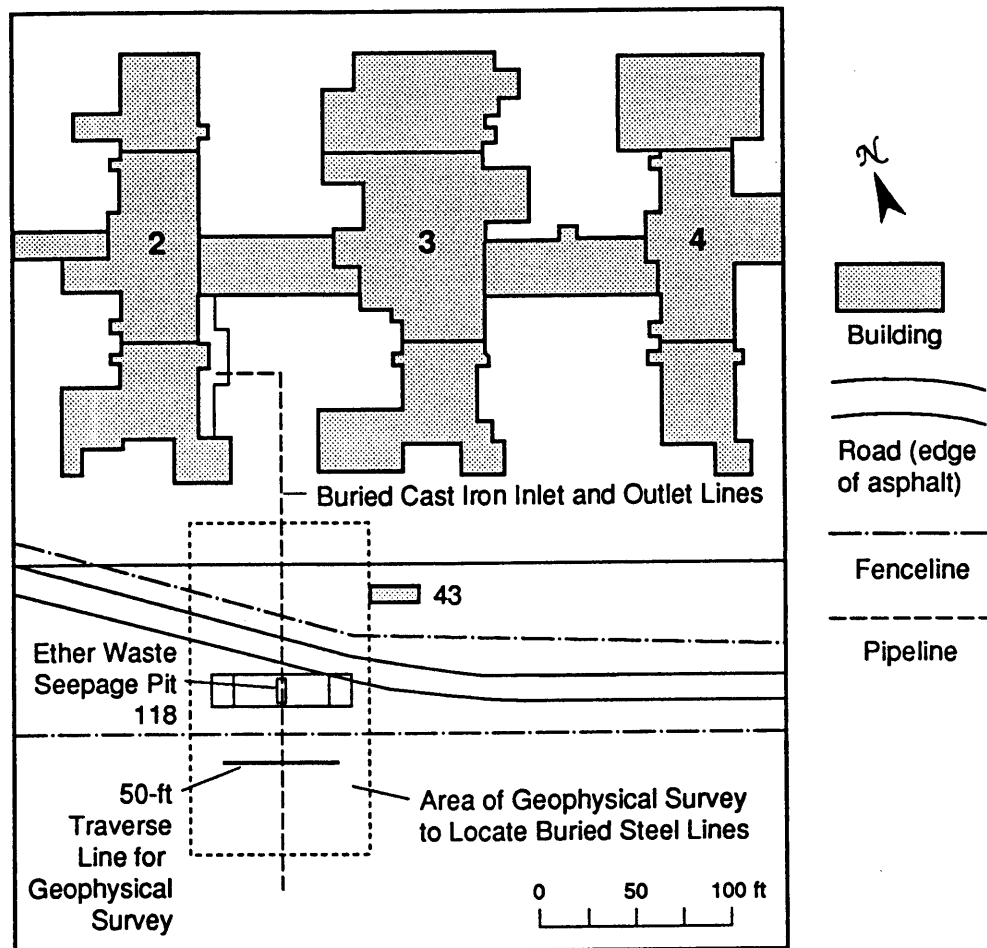 2
3
4
N
Building
Road (edge
of asphalt)
Fenceline
Pipeline
Buried Cast Iron Inlet and Outlet Lines
43
Ether Waste
Seepage Pit
118
50-ft
Traverse
Line for
Geophysical
Survey
Area of Geophysical Survey
to Locate Buried Steel Lines
0 50 100 ft